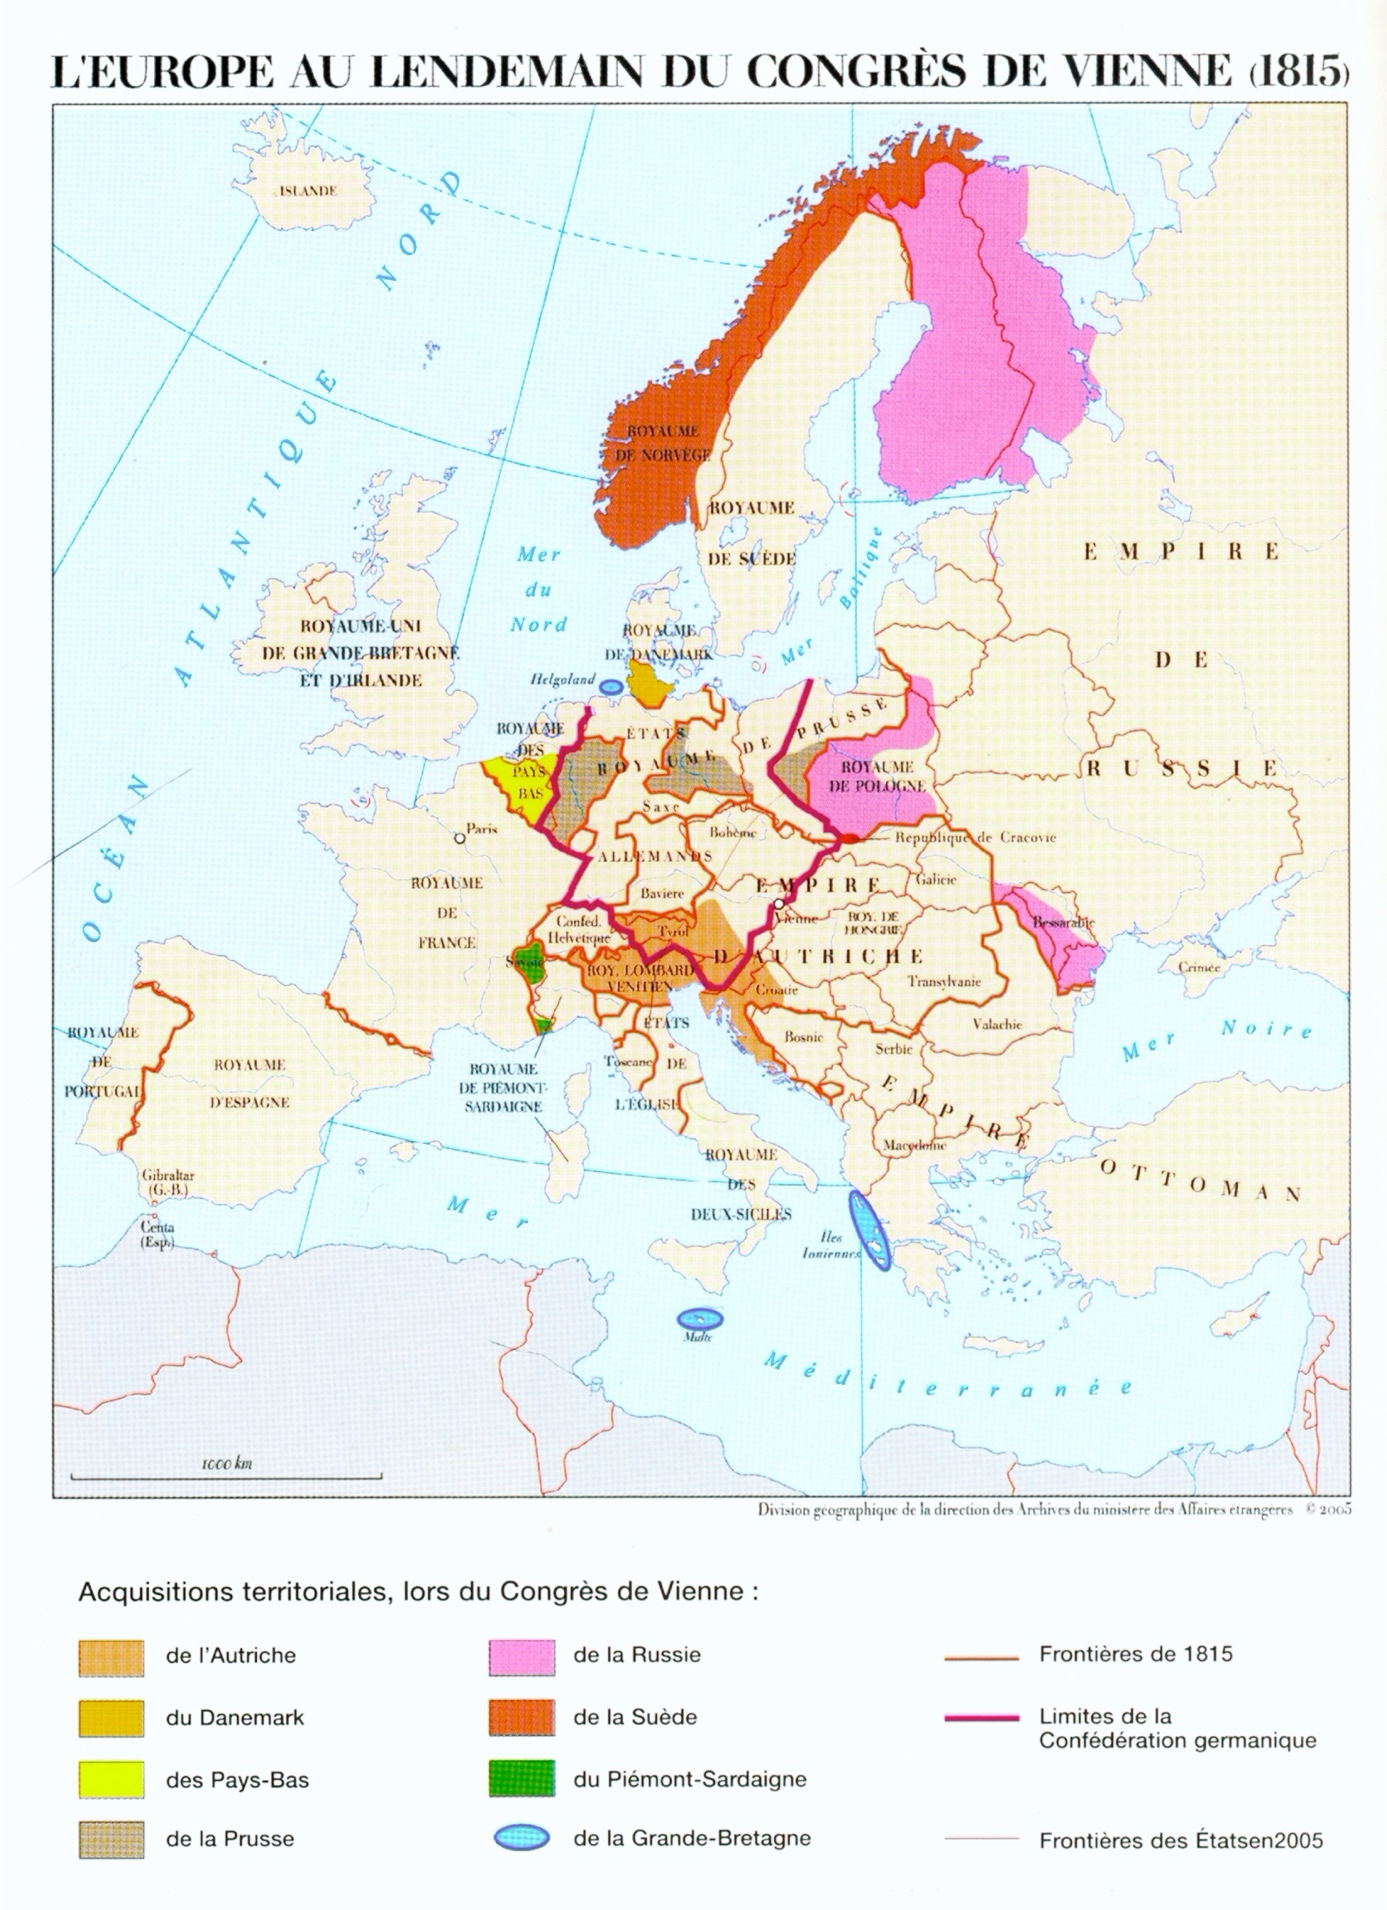 L'EUROPE AU LENDEMAIN DU CONGRÈS DE VIENNE (1815)
ISLANDE
OCÉAN ATLANTIQUE NORD
ROYAUME
DE NORVÈGE
ROYAUME
DE SUÈDE
Mer
du
Nord
Mer Baltique
EMPIRE
DE
RUSSIE
ROYAUME-UNI
DE GRANDE-BRETAGNE
ET D'IRLANDE
ROYAUME
DE DANEMARK
Helgoland
ROYAUME
DES
PAYS
BAS
ÉTATS
ALLEMANDS
ROYAUME DE PRUSSE
ROYAUME
DE POLOGNE
Saxe
Bohême
République de Cracovie
Paris
ROYAUME
DE
FRANCE
Bavière
EMPIRE
D'AUTRICHE
Galicie
Vienne
ROY. DE
HONGRIE
Bessarabie
Conféd.
Helvétique
Tyrol
Savoie
ROY. LOMBARD
VÉNITIEN
Croatie
Transylvanie
Crimée
Valachie
Bosnie
Serbie
Mer Noire
ROYAUME
DE
PORTUGAL
ROYAUME
D'ESPAGNE
ROYAUME
DE PIÉMONT-
SARDAIGNE
Toscane
ÉTATS
DE
L'ÉGLISE
EMPIRE
OTTOMAN
Macédoine
ROYAUME
DES
DEUX-SICILES
Gibraltar
(G.-B.)
Ceuta
(Esp.)
Îles
Ioniennes
Malte
Mer
Méditerranée
1000 km
Division géographique de la direction des Archives du ministère des Affaires étrangères © 2005
Acquisitions territoriales, lors du Congrès de Vienne :
de l'Autriche
du Danemark
des Pays-Bas
de la Prusse
de la Russie
de la Suède
du Piémont-Sardaigne
de la Grande-Bretagne
Frontières de 1815
Limites de la
Confédération germanique
Frontières des Étatsen2005